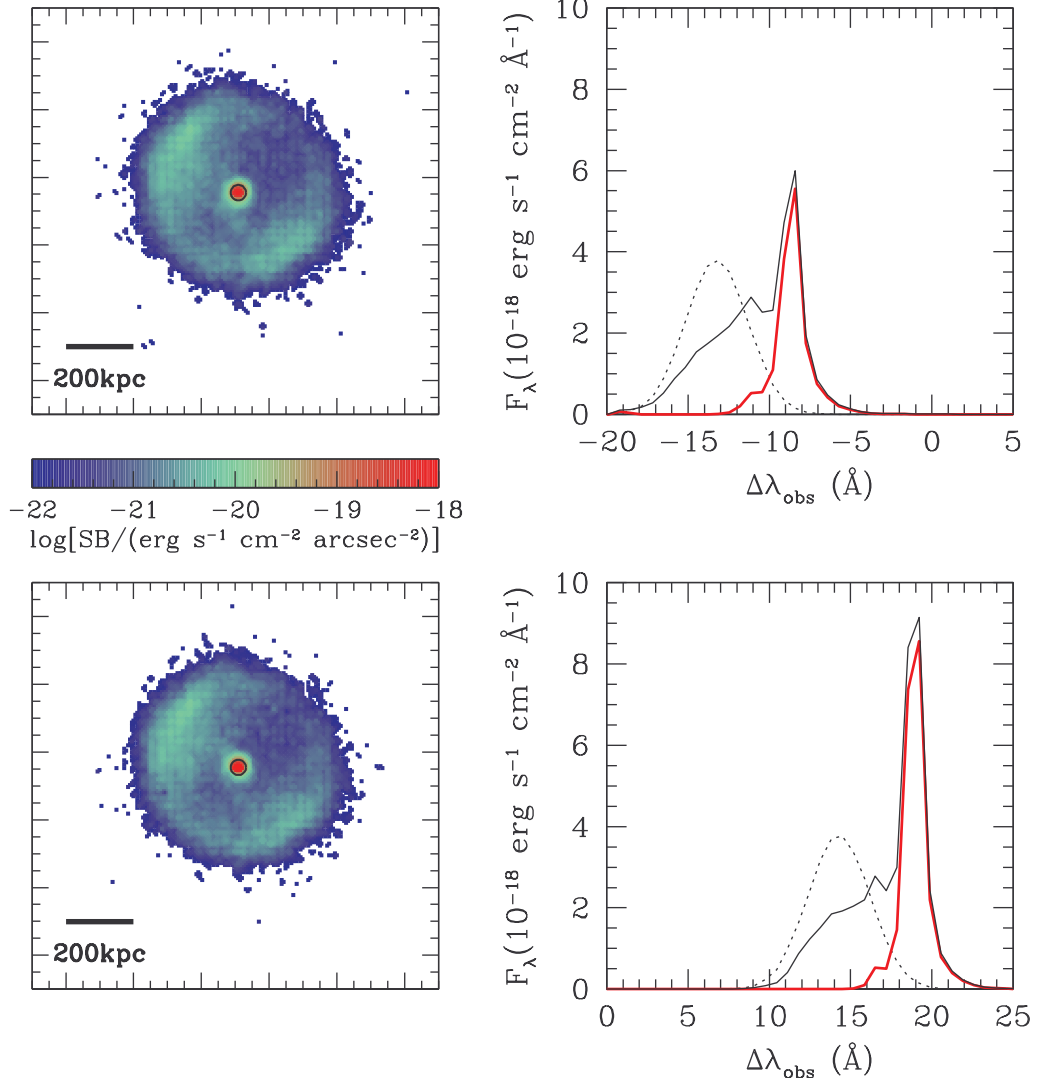 200kpc
10
8
6
4
2
0
F_λ(10⁻¹⁸ erg s⁻¹ cm⁻² Å⁻¹)
−20 −15 −10 −5 0 5
Δλ_obs (Å)
−22 −21 −20 −19 −18
log[SB/(erg s⁻¹ cm⁻² arcsec⁻²)]
200kpc
10
8
6
4
2
0
F_λ(10⁻¹⁸ erg s⁻¹ cm⁻² Å⁻¹)
0 5 10 15 20 25
Δλ_obs (Å)